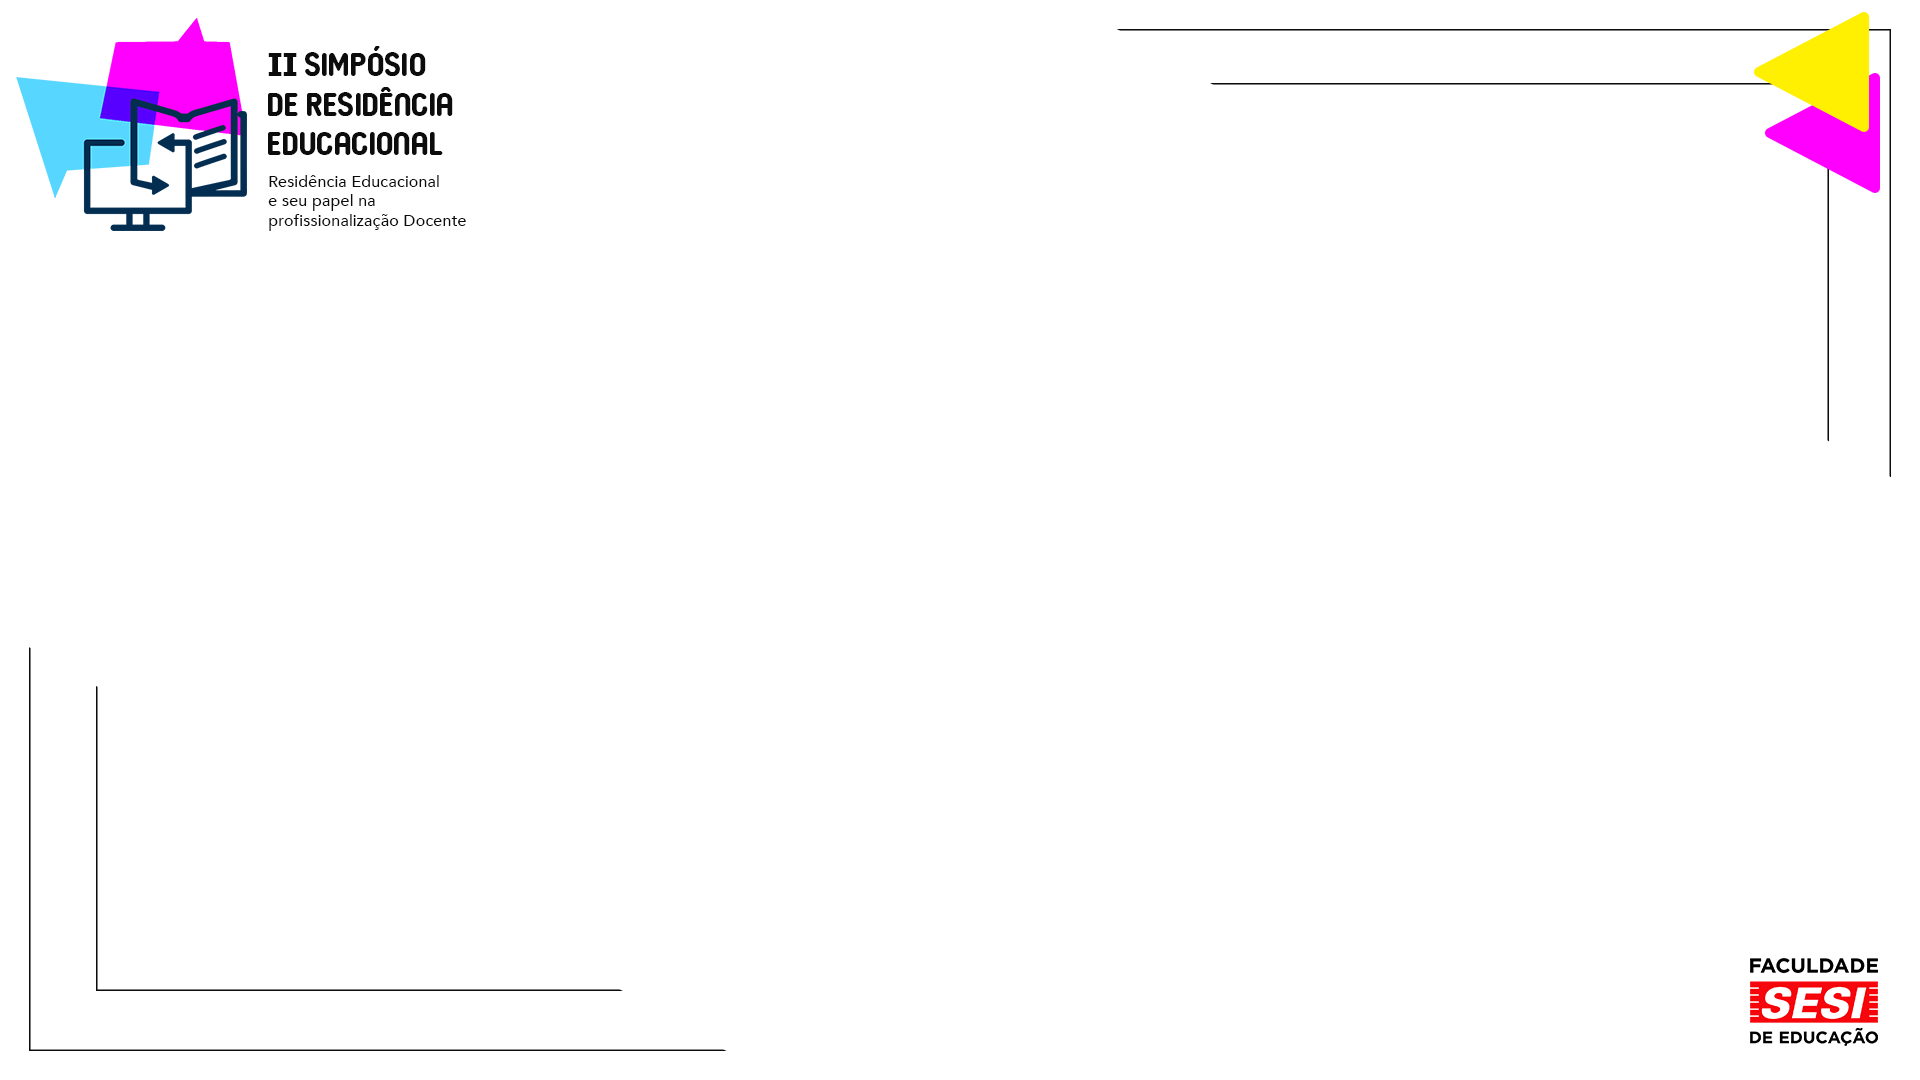 II SIMPÓSIO
DE RESIDÊNCIA
EDUCACIONAL
Residência Educacional
e seu papel na
profissionalização Docente
FACULDADE
SESI
DE EDUCAÇÃO